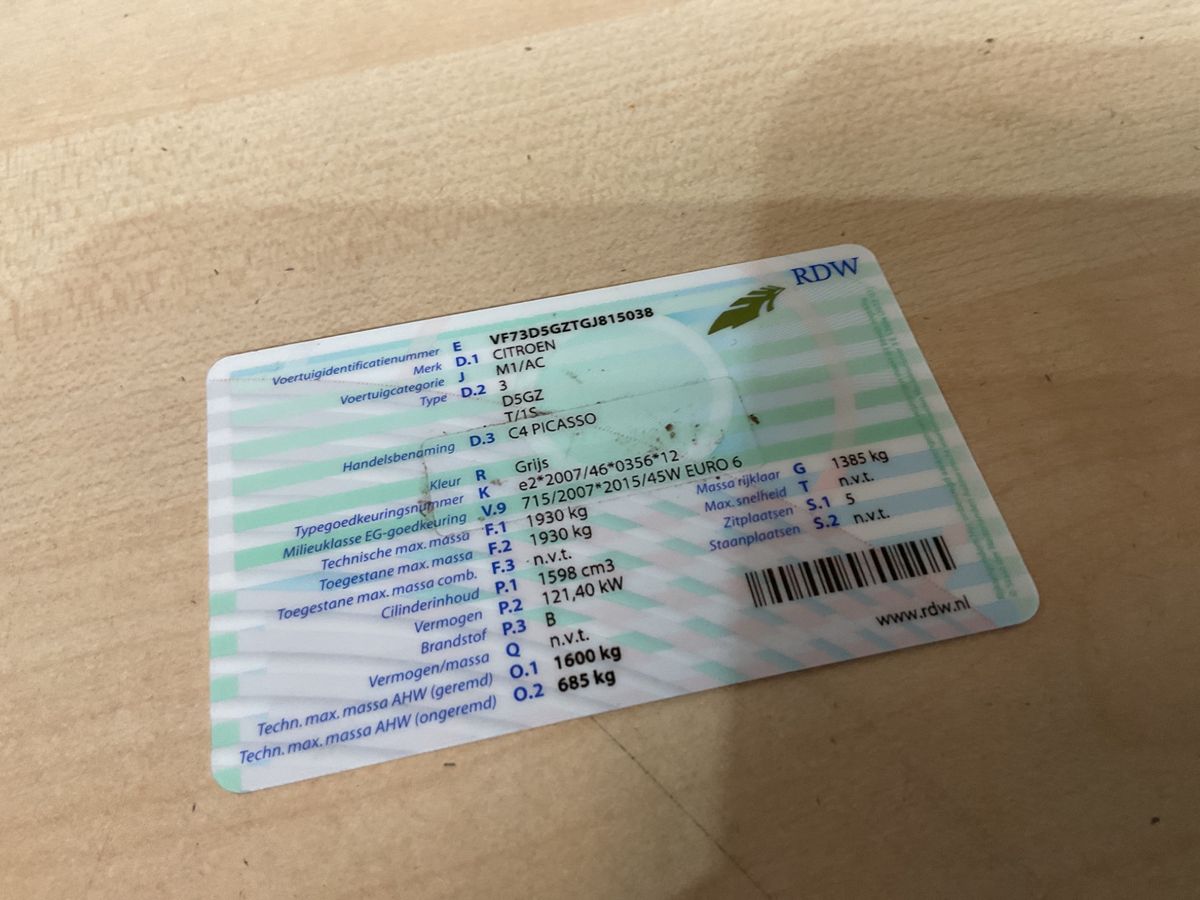 RDW
Voertuigidentificatienummer E VF73D5GZTGJ815038
Merk D.1 CITROEN
Voertuigcategorie J M1/AC
Type D.2 3
D5GZ
T/1S
Handelsbenaming D.3 C4 PICASSO
Kleur R Grijs
Typegoedkeuringsnummer K e2*2007/46*0356*12
Milieuklasse EG-goedkeuring V.9 715/2007*2015/45W EURO 6
Technische max. massa F.1 1930 kg
Toegestane max. massa F.2 1930 kg
Toegestane max. massa comb. F.3 n.v.t.
Cilinderinhoud P.1 1598 cm3
Vermogen P.2 121,40 kW
Brandstof P.3 B
Vermogen/massa Q n.v.t.
Techn. max. massa AHW (geremd) O.1 1600 kg
Techn. max. massa AHW (ongeremd) O.2 685 kg
Massa rijklaar G 1385 kg
Max. snelheid T n.v.t.
Zitplaatsen S.1 5
Staanplaatsen S.2 n.v.t.
www.rdw.nl